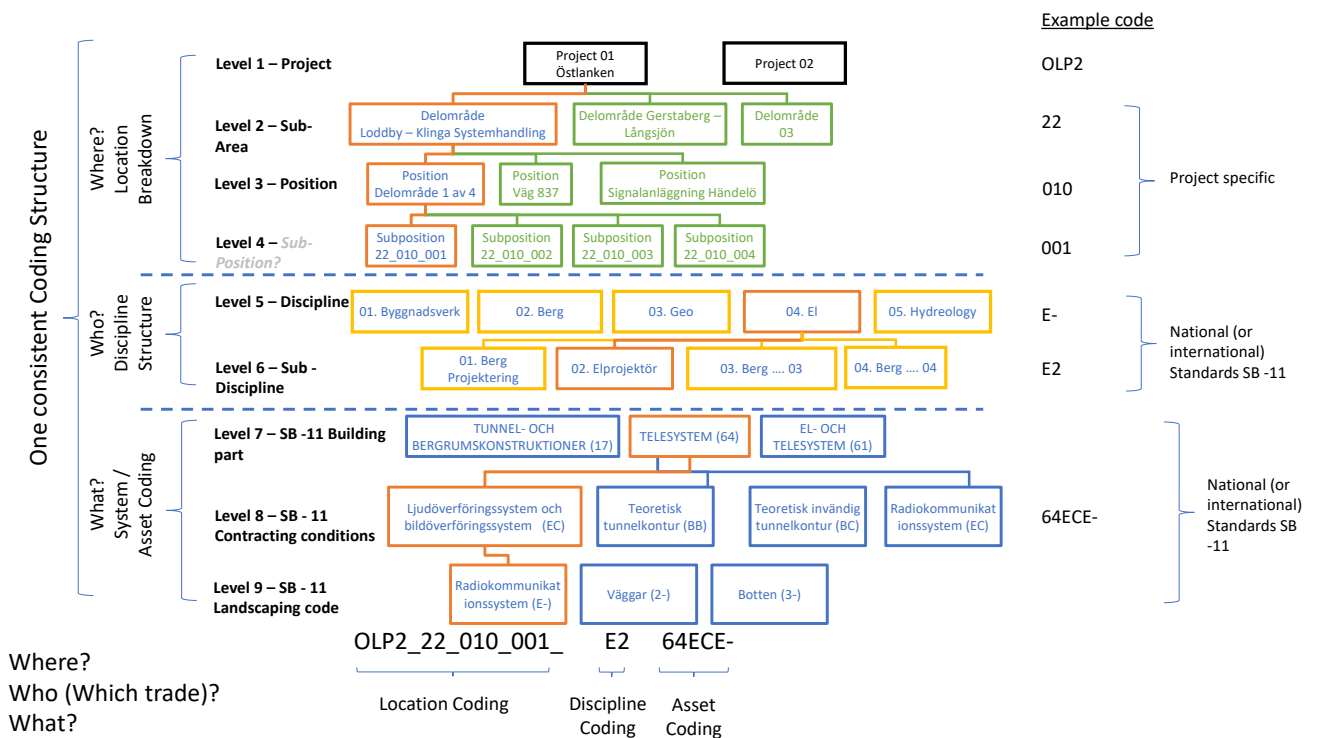 Example code
One consistent Coding Structure
Where?
Location
Breakdown
Level 1 – Project
Project 01
Östlanken
Project 02
OLP2
Level 2 – Sub-
Area
Delområde
Loddby – Klinga Systemhandling
Delområde Gerstaberg –
Långsjön
Delområde
03
22
Level 3 – Position
Position
Delområde 1 av 4
Position
Väg 837
Position
Signalanläggning Händelö
010
Project specific
Level 4 – Sub-
Position?
Subposition
22_010_001
Subposition
22_010_002
Subposition
22_010_003
Subposition
22_010_004
001
Who?
Discipline
Structure
Level 5 – Discipline
01. Byggnadsverk
02. Berg
03. Geo
04. El
05. Hydreology
E-
Level 6 – Sub -
Discipline
01. Berg
Projektering
02. Elprojektör
03. Berg .... 03
04. Berg .... 04
E2
National (or
international)
Standards SB -11
What?
System /
Asset Coding
Level 7 – SB -11 Building
part
TUNNEL- OCH
BERGRUMSKONSTRUKTIONER (17)
TELESYSTEM (64)
EL- OCH
TELESYSTEM (61)
Level 8 – SB - 11
Contracting conditions
Ljudöverföringssystem och
bildöverföringssystem (EC)
Teoretisk
tunnelkontur (BB)
Teoretisk invändig
tunnelkontur (BC)
Radiokommunikat
ionssystem (EC)
64ECE-
National (or
international)
Standards SB
-11
Level 9 – SB - 11
Landscaping code
Radiokommunikat
ionssystem (E-)
Väggar (2-)
Botten (3-)
OLP2_22_010_001_ E2 64ECE-
Location Coding
Discipline
Coding
Asset
Coding
Where?
Who (Which trade)?
What?